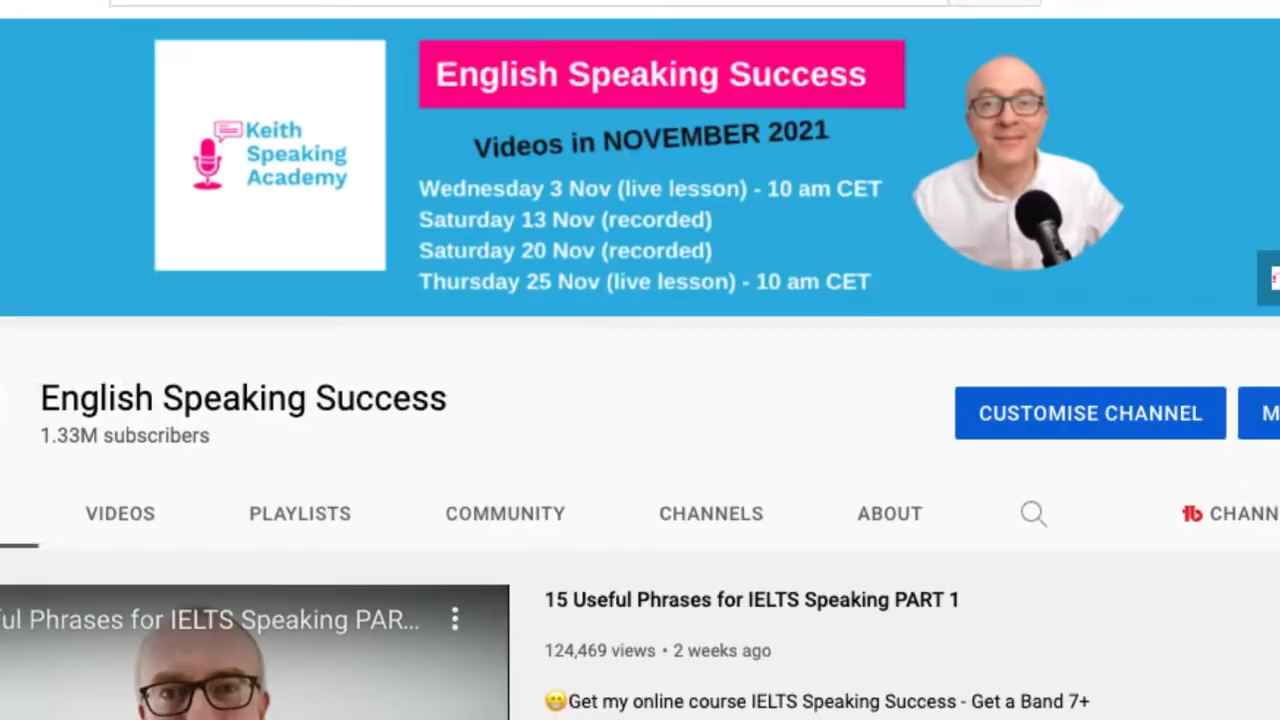 Keith
Speaking
Academy
English Speaking Success
Videos in NOVEMBER 2021
Wednesday 3 Nov (live lesson) - 10 am CET
Saturday 13 Nov (recorded)
Saturday 20 Nov (recorded)
Thursday 25 Nov (live lesson) - 10 am CET
English Speaking Success
1.33M subscribers
CUSTOMISE CHANNEL
VIDEOS PLAYLISTS COMMUNITY CHANNELS ABOUT
Phrases for IELTS Speaking PAR...
15 Useful Phrases for IELTS Speaking PART 1
124,469 views • 2 weeks ago
😁Get my online course IELTS Speaking Success - Get a Band 7+